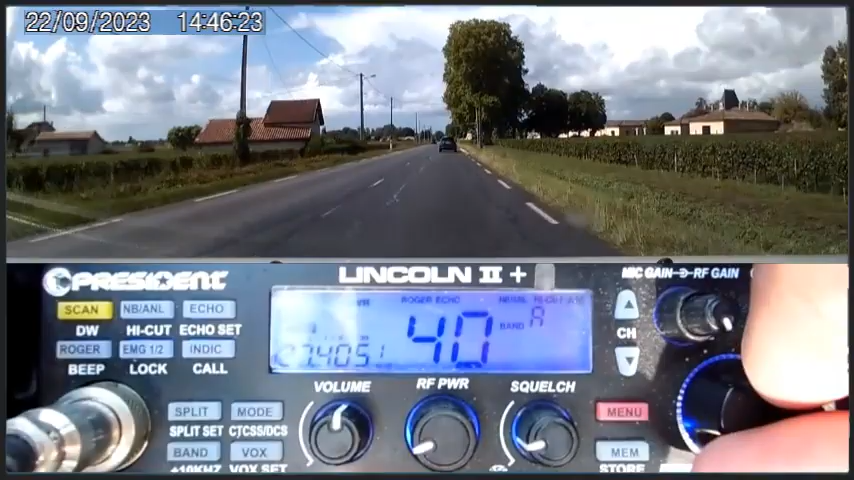 22/09/2023 14:46:23
PRESIDENT LINCOLN II + MIC GAIN RF GAIN
SCAN NB/ANL ECHO
DW HI-CUT ECHO SET
ROGER EMG 1/2 INDIC
BEEP LOCK CALL
ROGER ECHO NB/ANL
40 BAND A
CH
VOLUME RF PWR SQUELCH
SPLIT MODE MENU
SPLIT SET CTCSS/DCS
BAND VOX MEM
+10KHZ VOX SET STORE